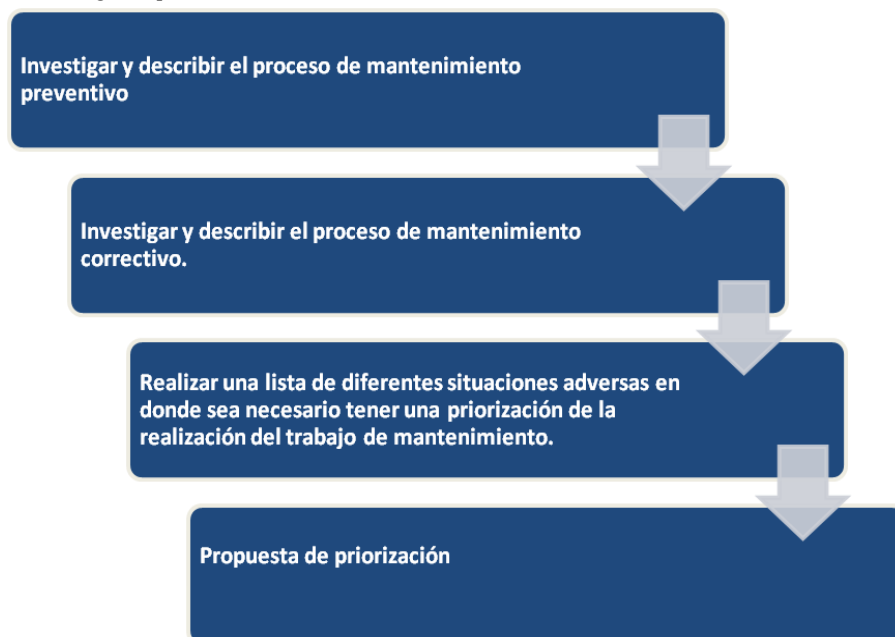 Investigar y describir el proceso de mantenimiento
preventivo
Investigar y describir el proceso de mantenimiento
correctivo.
Realizar una lista de diferentes situaciones adversas en
donde sea necesario tener una priorización de la
realización del trabajo de mantenimiento.
Propuesta de priorización